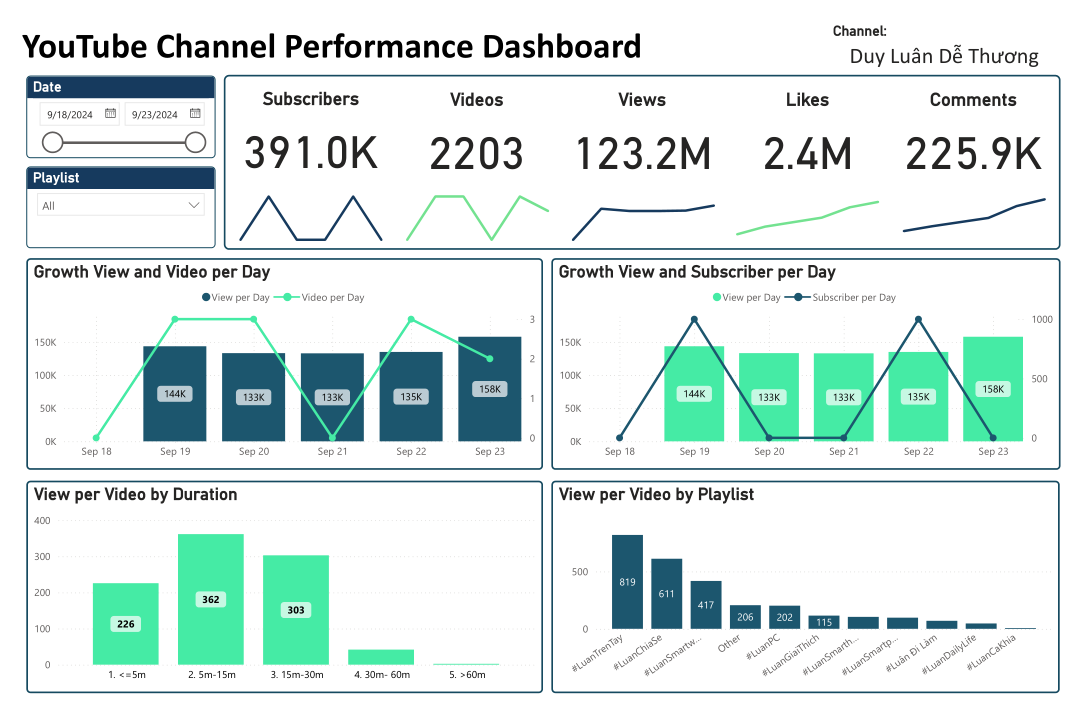 YouTube Channel Performance Dashboard
Channel:
Duy Luân Dễ Thương
Date
9/18/2024 9/23/2024
Playlist
All
Subscribers Videos Views Likes Comments
391.0K 2203 123.2M 2.4M 225.9K
Growth View and Video per Day
View per Day Video per Day
150K
100K
50K
0K
3
2
1
0
144K 133K 133K 135K 158K
Sep 18 Sep 19 Sep 20 Sep 21 Sep 22 Sep 23
Growth View and Subscriber per Day
View per Day Subscriber per Day
150K
100K
50K
0K
1000
500
0
144K 133K 133K 135K 158K
Sep 18 Sep 19 Sep 20 Sep 21 Sep 22 Sep 23
View per Video by Duration
400
300
200
100
0
226 362 303
1. <=5m 2. 5m-15m 3. 15m-30m 4. 30m- 60m 5. >60m
View per Video by Playlist
500
0
819 611 417 206 202 115
#LuanTrenTay #LuanChiaSe #LuanSmartw... Other #LuanPC #LuanGiaiThich #LuanSmarth... #LuanSmartp... #Luân Đi Làm #LuanDailyLife #LuanCaKhia